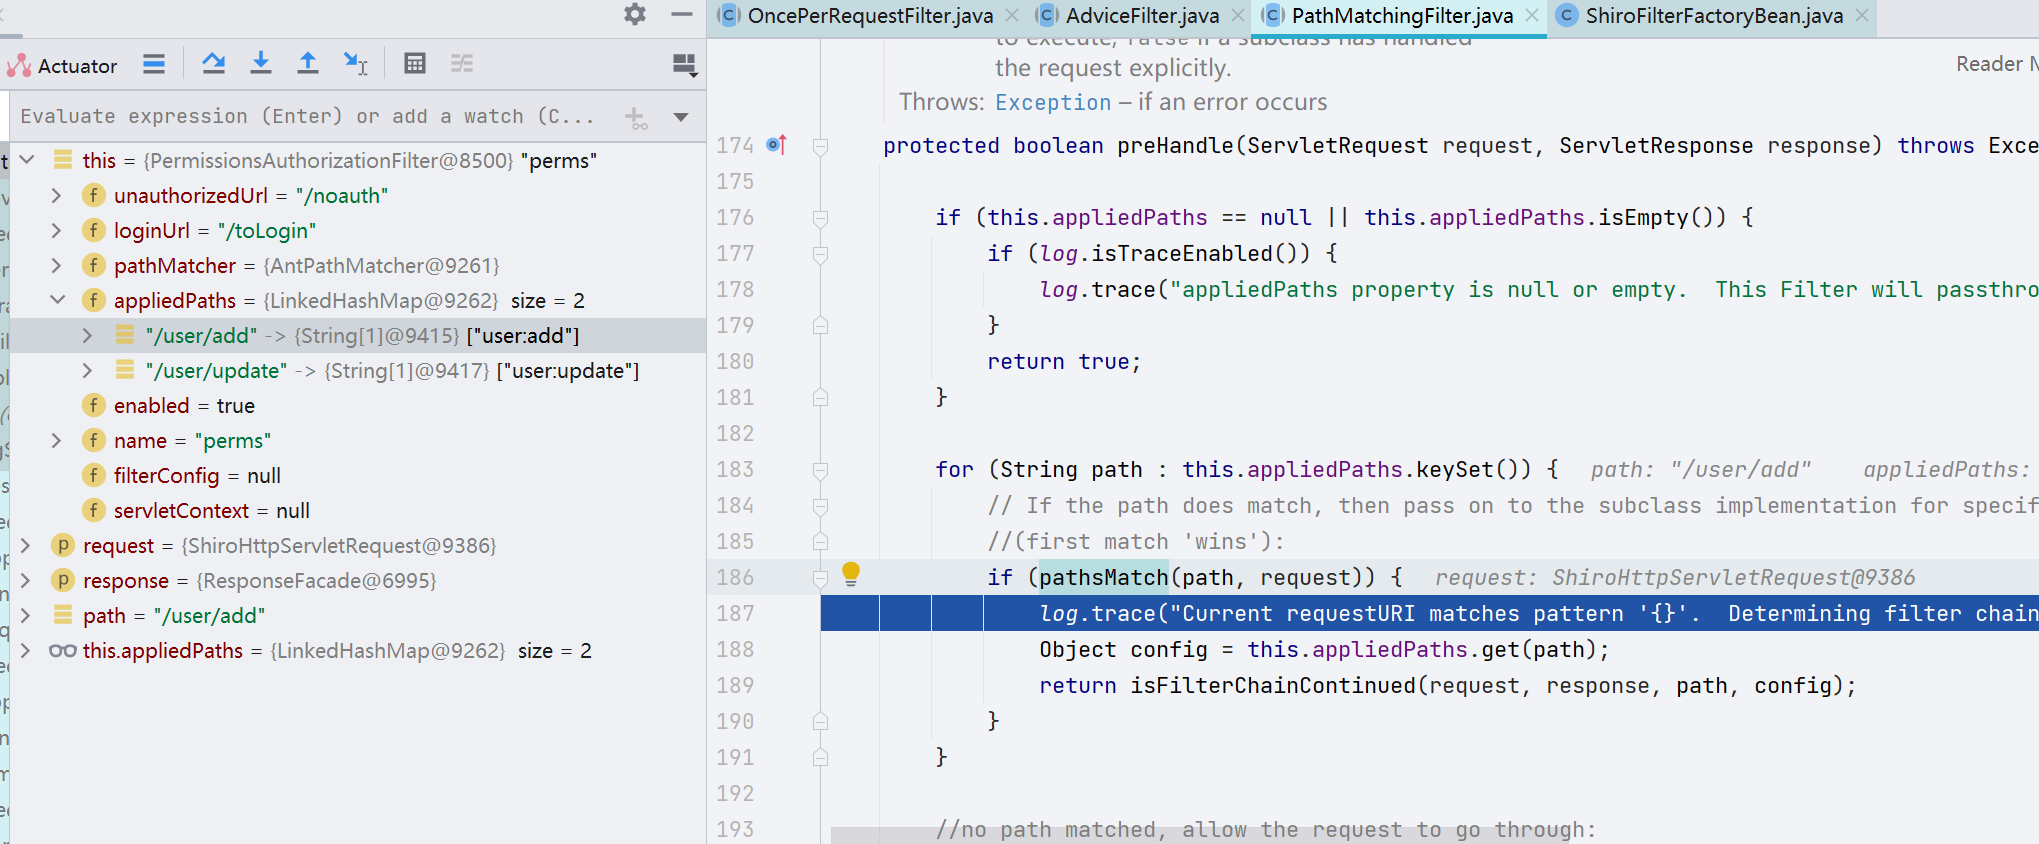 Actuator
Evaluate expression (Enter) or add a watch (C...
this = {PermissionsAuthorizationFilter@8500} "perms"
unauthorizedUrl = "/noauth"
loginUrl = "/toLogin"
pathMatcher = {AntPathMatcher@9261}
appliedPaths = {LinkedHashMap@9262} size = 2
"/user/add" -> {String[1]@9415} ["user:add"]
"/user/update" -> {String[1]@9417} ["user:update"]
enabled = true
name = "perms"
filterConfig = null
servletContext = null
request = {ShiroHttpServletRequest@9386}
response = {ResponseFacade@6995}
path = "/user/add"
this.appliedPaths = {LinkedHashMap@9262} size = 2
OncePerRequestFilter.java AdviceFilter.java PathMatchingFilter.java ShiroFilterFactoryBean.java
to execute, false if a subclass has handled
the request explicitly.
Reader
Throws: Exception – if an error occurs
174 protected boolean preHandle(ServletRequest request, ServletResponse response) throws Exce
175
176 if (this.appliedPaths == null || this.appliedPaths.isEmpty()) {
177 if (log.isTraceEnabled()) {
178 log.trace("appliedPaths property is null or empty.  This Filter will passthro
179 }
180 return true;
181 }
182
183 for (String path : this.appliedPaths.keySet()) { path: "/user/add" appliedPaths:
184 // If the path does match, then pass on to the subclass implementation for specif
185 //(first match 'wins'):
186 if (pathsMatch(path, request)) { request: ShiroHttpServletRequest@9386
187 log.trace("Current requestURI matches pattern '{}'.  Determining filter chain
188 Object config = this.appliedPaths.get(path);
189 return isFilterChainContinued(request, response, path, config);
190 }
191 }
192
193 //no path matched, allow the request to go through: